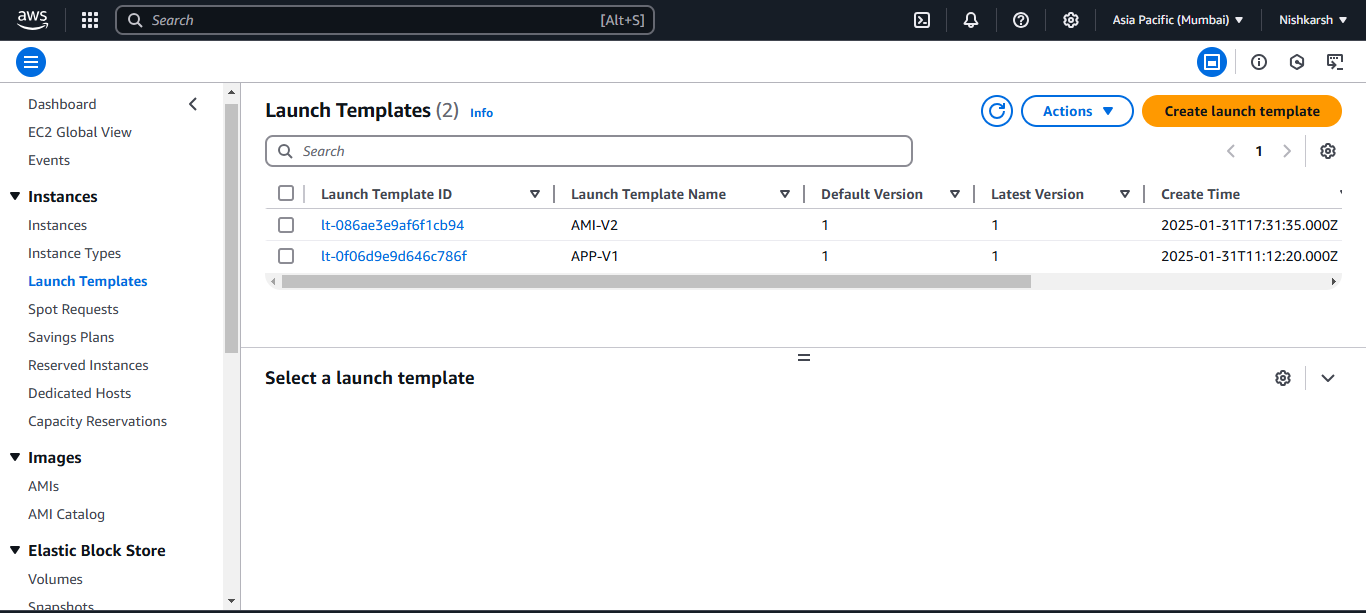 aws
Search [Alt+S]
Asia Pacific (Mumbai)
Nishkarsh
Dashboard
EC2 Global View
Events
Instances
Instances
Instance Types
Launch Templates
Spot Requests
Savings Plans
Reserved Instances
Dedicated Hosts
Capacity Reservations
Images
AMIs
AMI Catalog
Elastic Block Store
Volumes
Snapshots
Launch Templates (2) Info
Actions
Create launch template
Search
1
Launch Template ID Launch Template Name Default Version Latest Version Create Time
lt-086ae3e9af6f1cb94 AMI-V2 1 1 2025-01-31T17:31:35.000Z
lt-0f06d9e9d646c786f APP-V1 1 1 2025-01-31T11:12:20.000Z
Select a launch template